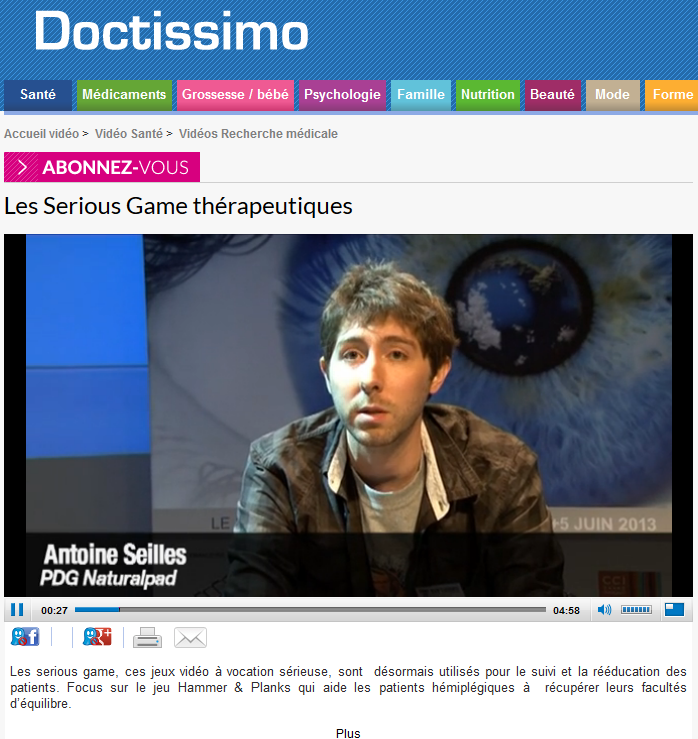 Doctissimo
Santé Médicaments Grossesse / bébé Psychologie Famille Nutrition Beauté Mode Forme
Accueil vidéo > Vidéo Santé > Vidéos Recherche médicale
> ABONNEZ-VOUS
Les Serious Game thérapeutiques
LE 5 JUIN 2013
CCI
Antoine Seilles
PDG Naturalpad
00:27 04:58
f g+1
Les serious game, ces jeux vidéo à vocation sérieuse, sont désormais utilisés pour le suivi et la rééducation des
patients. Focus sur le jeu Hammer & Planks qui aide les patients hémiplégiques à récupérer leurs facultés
d'équilibre.
Plus